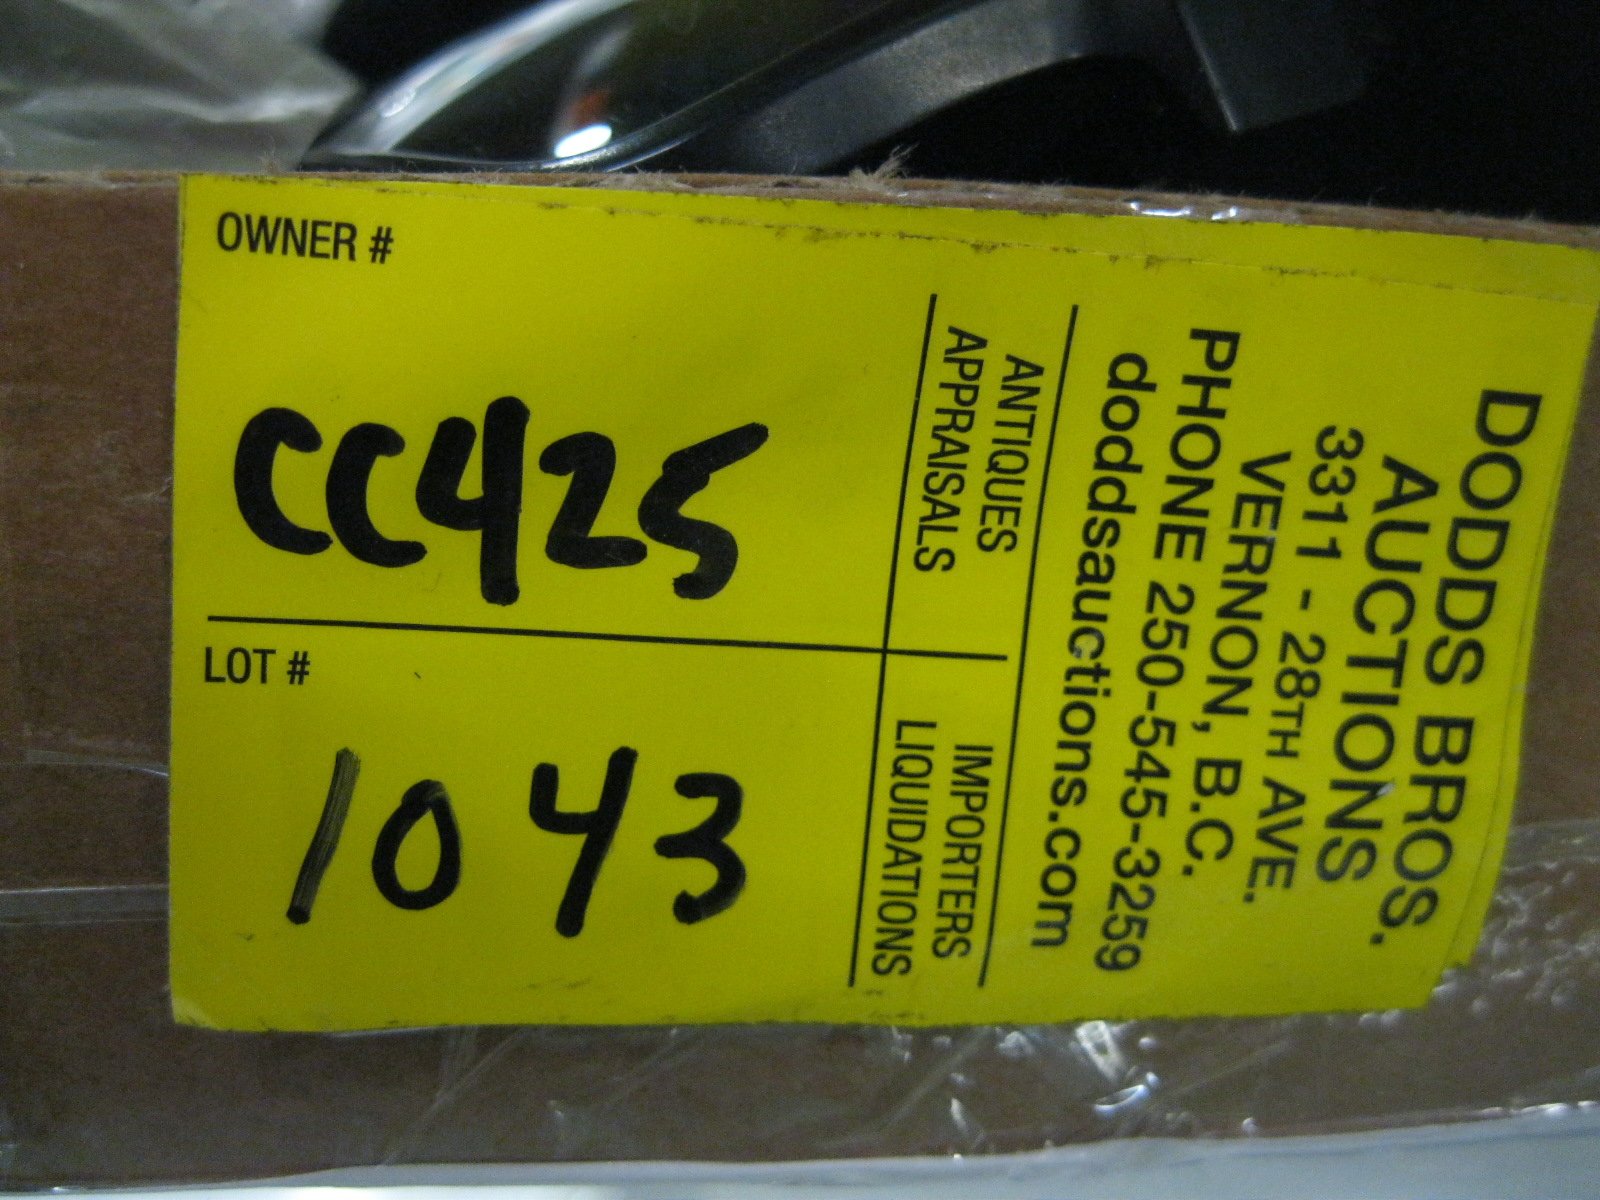 OWNER #
CC425
LOT #
1043
DODDS BROS.
AUCTIONS
3311 - 28TH AVE.
VERNON, B.C.
PHONE 250-545-3259
doddsauctions.com
ANTIQUES
APPRAISALS
IMPORTERS
LIQUIDATIONS